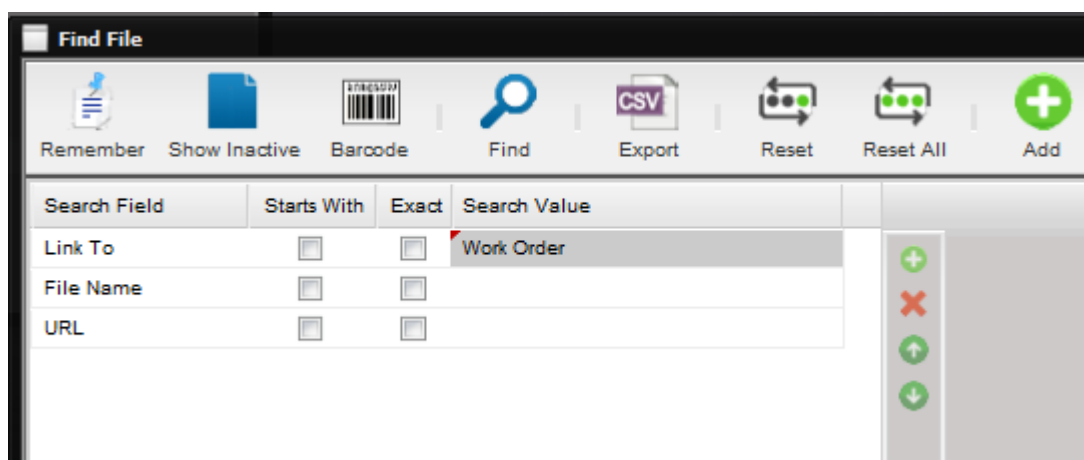 Find File
Remember Show Inactive Barcode Find CSV Export Reset Reset All Add
Search Field Starts With Exact Search Value
Link To Work Order
File Name
URL